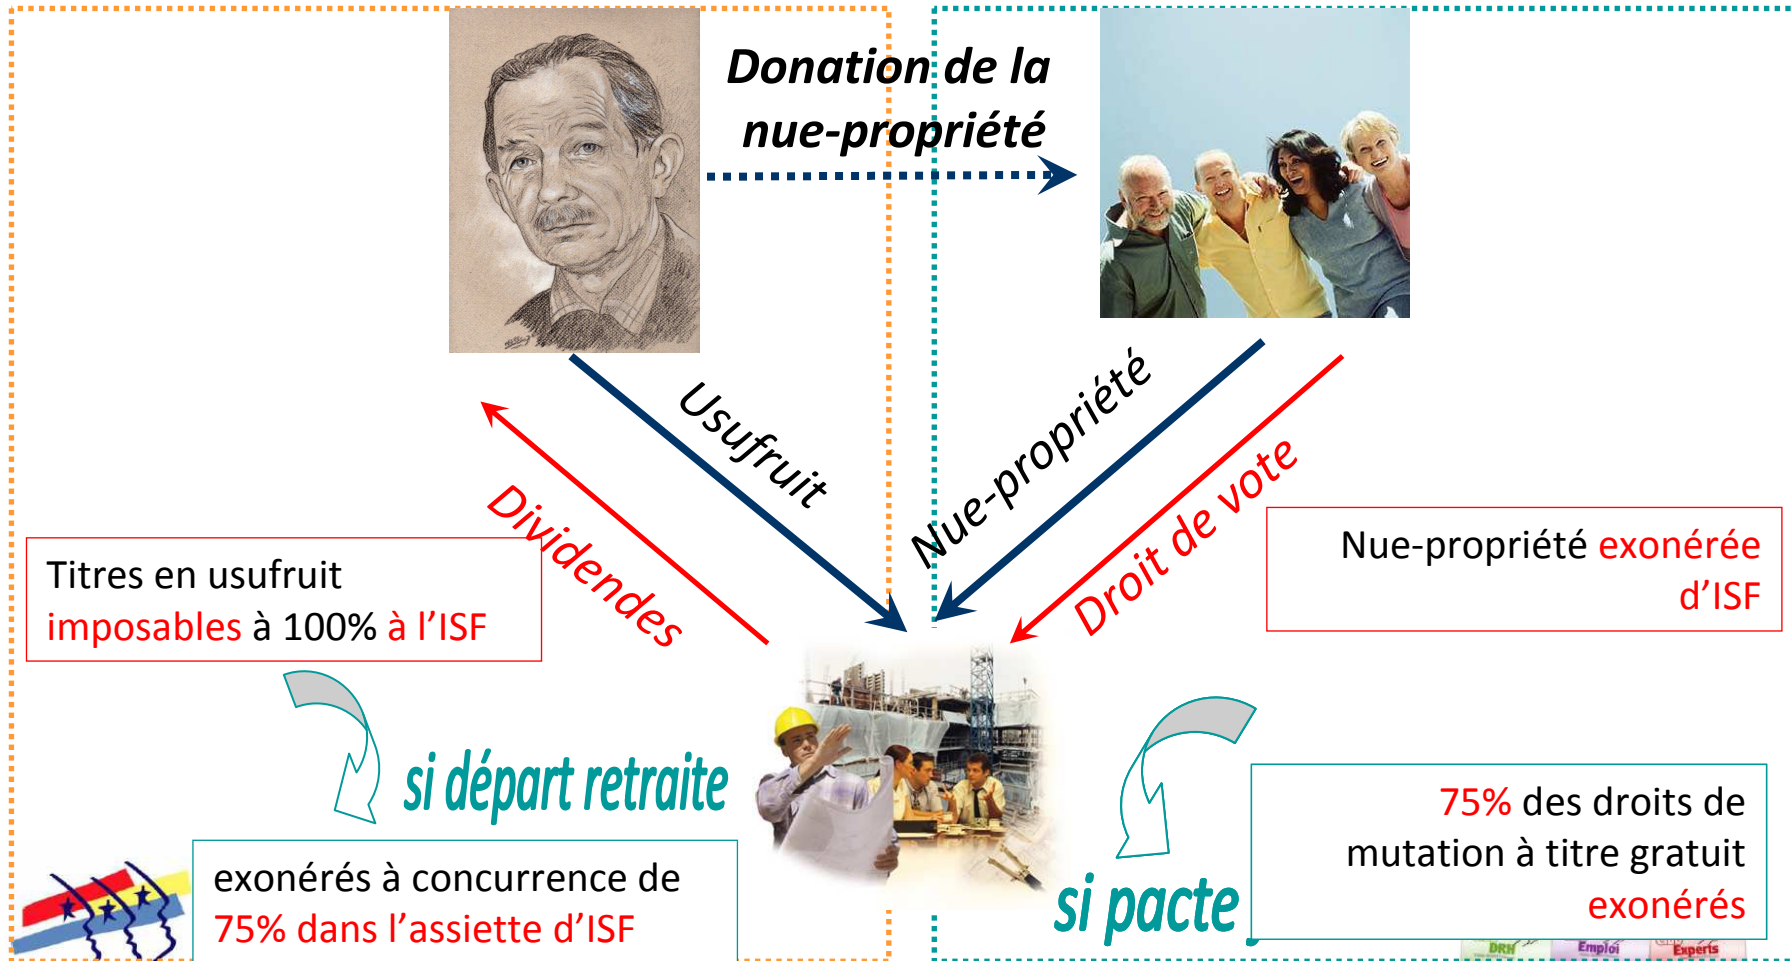 Donation de la
nue-propriété
Usufruit
Nue-propriété
Dividendes
Droit de vote
Titres en usufruit
imposables à 100% à l’ISF
Nue-propriété exonérée
d’ISF
si départ retraite
exonérés à concurrence de
75% dans l’assiette d’ISF
si pacte
75% des droits de
mutation à titre gratuit
exonérés
DRH
Emploi
Experts